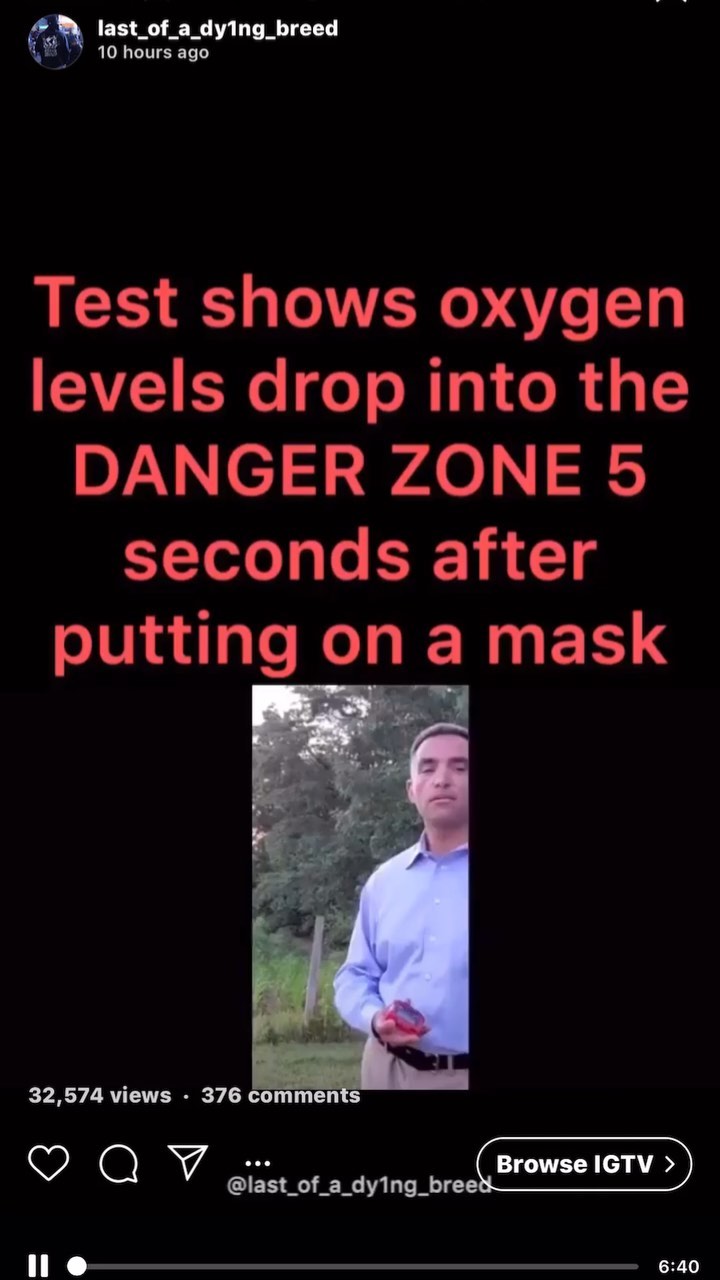 last_of_a_dy1ng_breed
10 hours ago
Test shows oxygen
levels drop into the
DANGER ZONE 5
seconds after
putting on a mask
32,574 views · 376 comments
Browse IGTV >
@last_of_a_dy1ng_breed
6:40